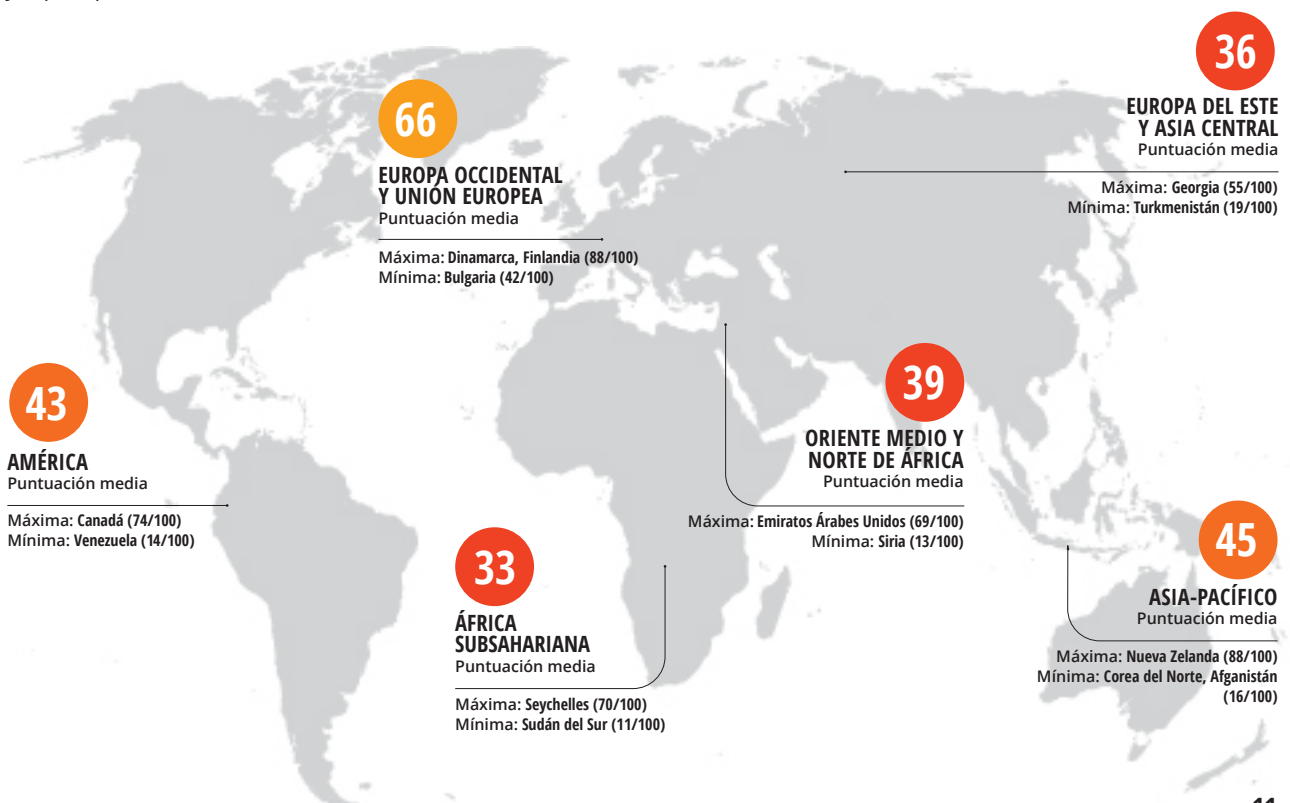 66
EUROPA OCCIDENTAL
Y UNIÓN EUROPEA
Puntuación media
Máxima: Dinamarca, Finlandia (88/100)
Mínima: Bulgaria (42/100)
36
EUROPA DEL ESTE
Y ASIA CENTRAL
Puntuación media
Máxima: Georgia (55/100)
Mínima: Turkmenistán (19/100)
43
AMÉRICA
Puntuación media
Máxima: Canadá (74/100)
Mínima: Venezuela (14/100)
39
ORIENTE MEDIO Y
NORTE DE ÁFRICA
Puntuación media
Máxima: Emiratos Árabes Unidos (69/100)
Mínima: Siria (13/100)
33
ÁFRICA
SUBSAHARIANA
Puntuación media
Máxima: Seychelles (70/100)
Mínima: Sudán del Sur (11/100)
45
ASIA-PACÍFICO
Puntuación media
Máxima: Nueva Zelanda (88/100)
Mínima: Corea del Norte, Afganistán
(16/100)